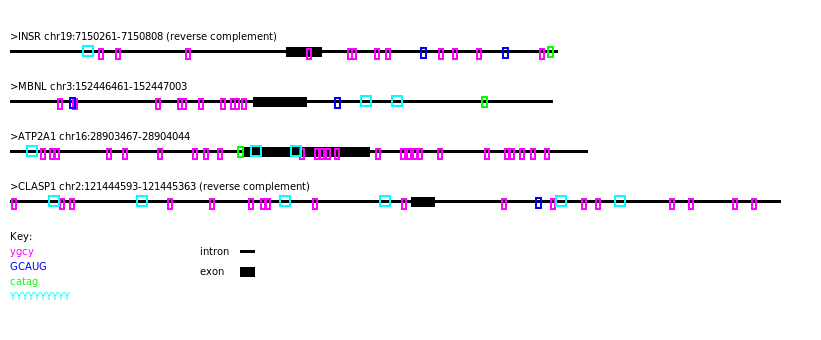 >INSR chr19:7150261-7150808 (reverse complement)
>MBNL chr3:152446461-152447003
>ATP2A1 chr16:28903467-28904044
>CLASP1 chr2:121444593-121445363 (reverse complement)
Key:
ygcy
intron
GCAUG
exon
catag
YYYYYYYYYY